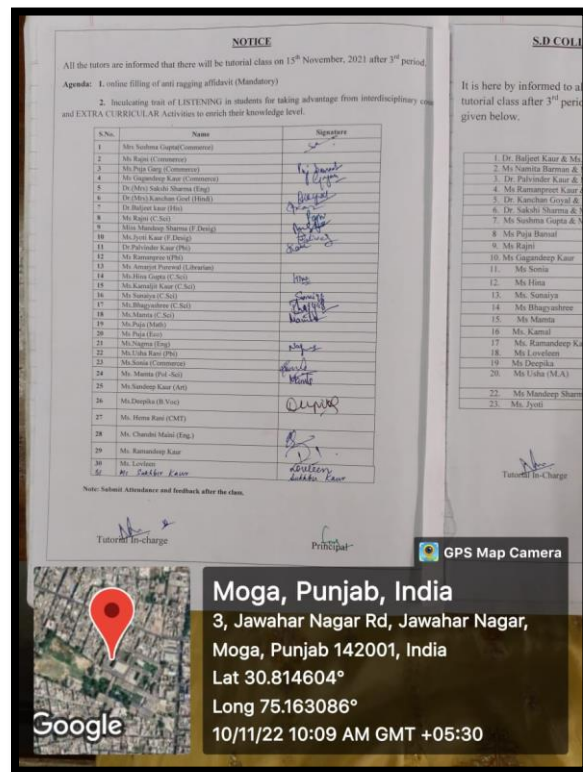 NOTICE
All the tutors are informed that there will be tutorial class on 15th November, 2021 after 3rd period.
Agenda: 1. online filling of anti ragging affidavit (Mandatory)
2. Inculcating trait of LISTENING in students for taking advantage from interdisciplinary
and EXTRA CURRICULAR Activities to enrich their knowledge level.
S.No. Name Signature
1 Mrs Sushma Gupta(Commerce)
2 Ms Rajni (Commerce)
3 Ms.Puja Garg (Commerce)
4 Ms Gagandeep Kaur (Commerce)
5 Dr.(Mrs) Sakshi Sharma (Eng)
6 Dr.(Mrs) Kanchan Goel (Hindi)
7 Dr.Baljeet kaur (His)
8 Ms Rajni (C.Sci)
9 Miss Mandeep Sharma (F.Desig)
10 Ms.Jyoti Kaur (F.Desig)
11 Dr.Palvinder Kaur (Pbi)
12 Ms Ramanpree t(Pbi)
13 Ms Amarjot Purewal (Librarian)
14 Ms.Hina Gupta (C.Sci)
15 Ms.Kamaljit Kaur (C.Sci)
16 Ms Sunaiya (C.Sci)
17 Ms.Bhagyashree (C.Sci)
18 Ms.Mamta (C.Sci) Mamta
19 Ms.Puja (Math)
20 Ms.Puja (Eco)
21 Ms.Nagma (Eng)
22 Ms.Usha Rani (Pbi)
23 Ms.Sonia (Commerce)
24 Ms. Mamta (Pol -Sci) Mamta
25 Ms.Sandeep Kaur (Art)
26 Ms.Deepika (B.Voc) Deepika
27 Ms. Hema Rani (CMT)
28 Ms. Chandni Maini (Eng.)
29 Ms. Ramandeep Kaur
30 Ms. Lovleen Lovleen
31 Ms Sukhbir Kaur Sukhbir Kaur
Note: Submit Attendance and feedback after the class.
Tutorial In-charge Principal
S.D COLL
It is here by informed to al
tutorial class after 3rd peri
given below.
1. Dr. Baljeet Kaur & Ms.
2. Ms Namita Barman &
3. Dr. Palvinder Kaur &
4. Ms Ramanpreet Kaur
5. Dr. Kanchan Goyal &
6. Dr. Sakshi Sharma &
7. Ms Sushma Gupta &
8 Ms Puja Bansal
9. Ms Rajni
10. Ms Gagandeep Kaur
11. Ms Sonia
12. Ms Hina
13. Ms. Sunaiya
14 Ms Bhagyashree
15. Ms Mamta
16 Ms. Kamal
17 Ms. Ramandeep Ka
18. Ms Loveleen
19 Ms Deepika
20. Ms Usha (M.A)
22. Ms Mandeep Sharm
23. Ms. Jyoti
Tutorial In-Charge
GPS Map Camera
Google
Moga, Punjab, India
3, Jawahar Nagar Rd, Jawahar Nagar,
Moga, Punjab 142001, India
Lat 30.814604°
Long 75.163086°
10/11/22 10:09 AM GMT +05:30